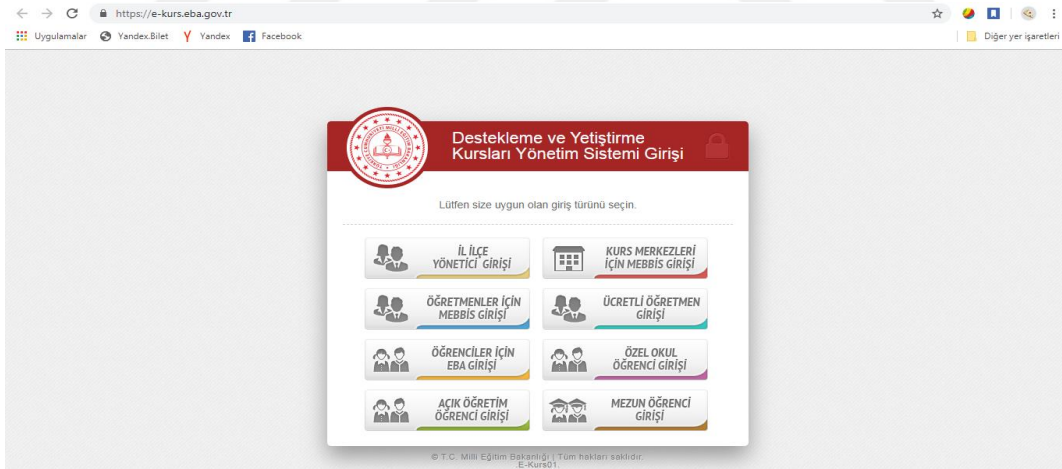 https://e-kurs.eba.gov.tr
Uygulamalar Yandex.Bilet Yandex Facebook Diğer yer işaretleri
Destekleme ve Yetiştirme
Kursları Yönetim Sistemi Girişi
Lütfen size uygun olan giriş türünü seçin.
İL İLÇE
YÖNETİCİ GİRİŞİ
KURS MERKEZLERİ
İÇİN MEBBİS GİRİŞİ
ÖĞRETMENLER İÇİN
MEBBİS GİRİŞİ
ÜCRETLİ ÖĞRETMEN
GİRİŞİ
ÖĞRENCİLER İÇİN
EBA GİRİŞİ
ÖZEL OKUL
ÖĞRENCİ GİRİŞİ
AÇIK ÖĞRETİM
ÖĞRENCİ GİRİŞİ
MEZUN ÖĞRENCİ
GİRİŞİ
© T.C. Milli Eğitim Bakanlığı | Tüm hakları saklıdır.
E-Kurs01.